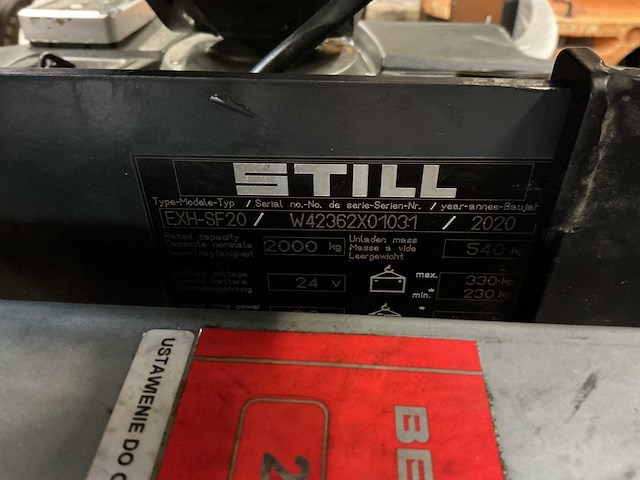 STILL
Type-Modele-Typ / Serial no.-No. de serie-Serien-Nr. / year-annee-Baujahr
EXH-SF20 / W42362X01031 / 2020
Rated capacity
Capacite nominale 2000 kg
Unladen mass
Masse a vide
Leergewicht 540 kg
Battery voltage
24 V
max. 330 kg
min. 230 kg
USTAWIENIE DO
BE
2